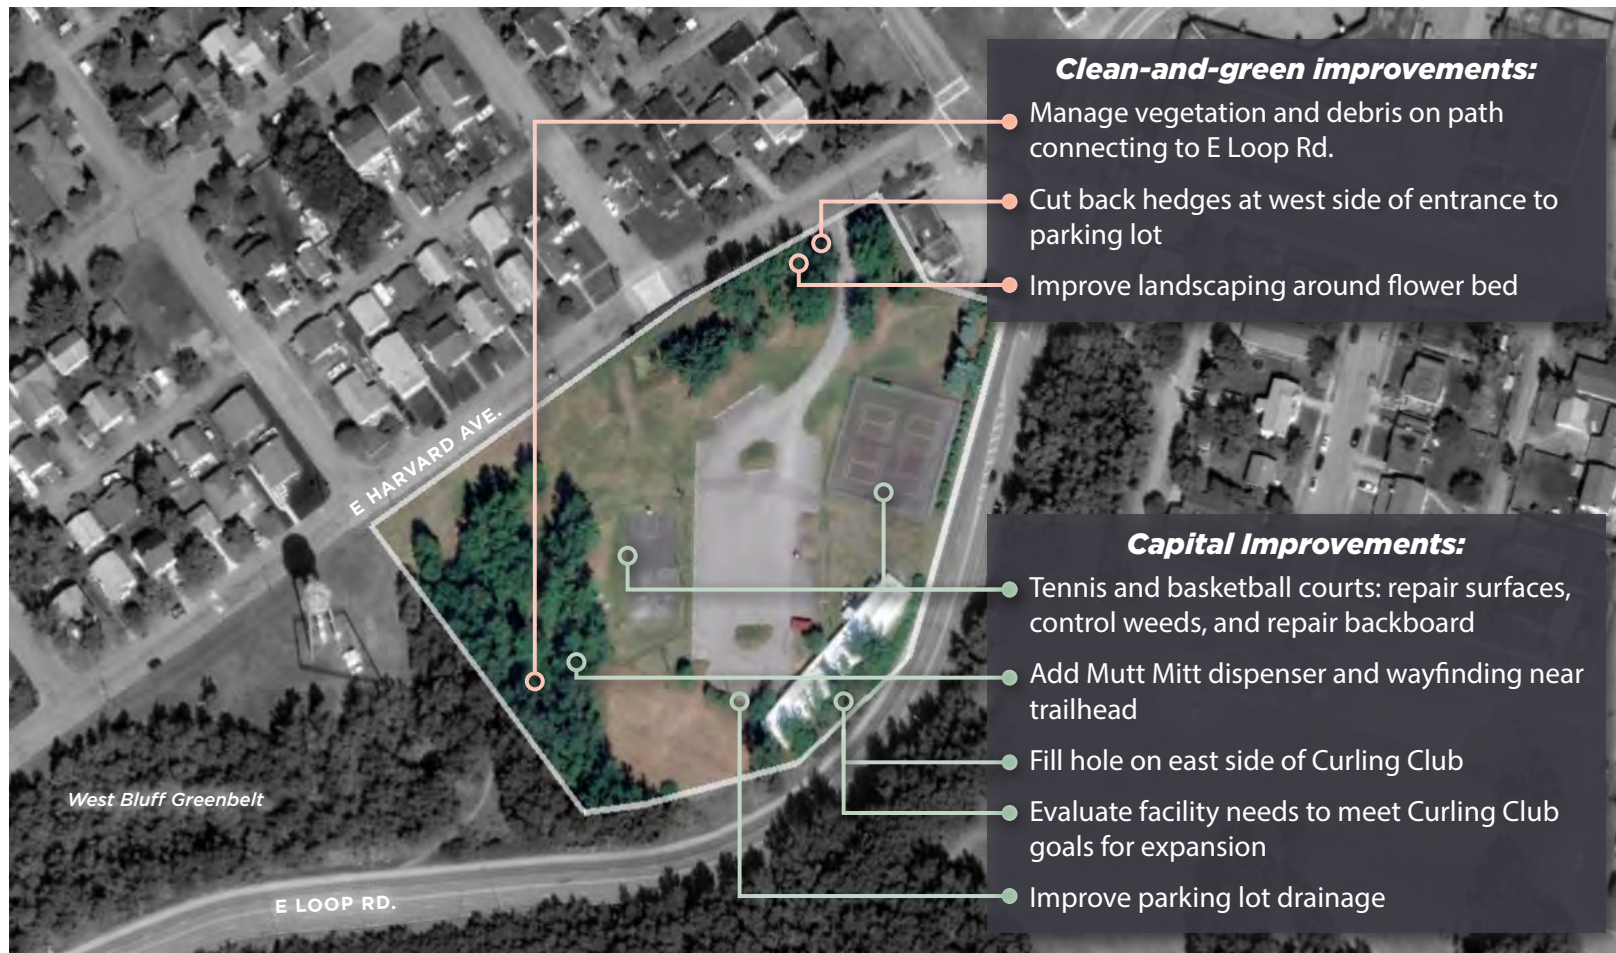 Clean-and-green improvements:
Manage vegetation and debris on path
connecting to E Loop Rd.
Cut back hedges at west side of entrance to
parking lot
Improve landscaping around flower bed
E HARVARD AVE.
Capital Improvements:
Tennis and basketball courts: repair surfaces,
control weeds, and repair backboard
Add Mutt Mitt dispenser and wayfinding near
trailhead
Fill hole on east side of Curling Club
Evaluate facility needs to meet Curling Club
goals for expansion
Improve parking lot drainage
West Bluff Greenbelt
E LOOP RD.